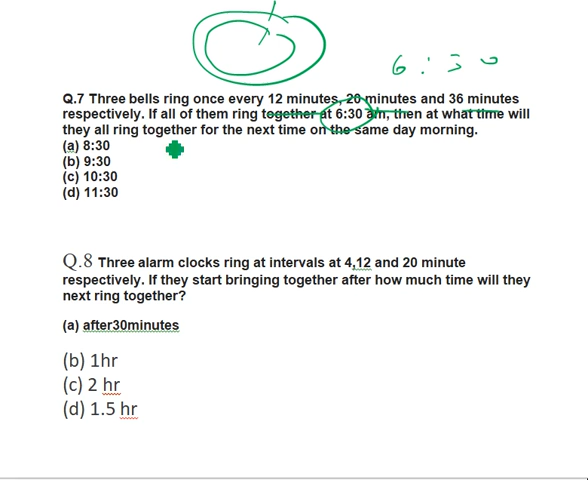 6:30
Q.7 Three bells ring once every 12 minutes, 20 minutes and 36 minutes
respectively. If all of them ring together at 6:30 am, then at what time will
they all ring together for the next time on the same day morning.
(a) 8:30
(b) 9:30
(c) 10:30
(d) 11:30
Q.8 Three alarm clocks ring at intervals at 4,12 and 20 minute
respectively. If they start bringing together after how much time will they
next ring together?
(a) after30minutes
(b) 1hr
(c) 2 hr
(d) 1.5 hr